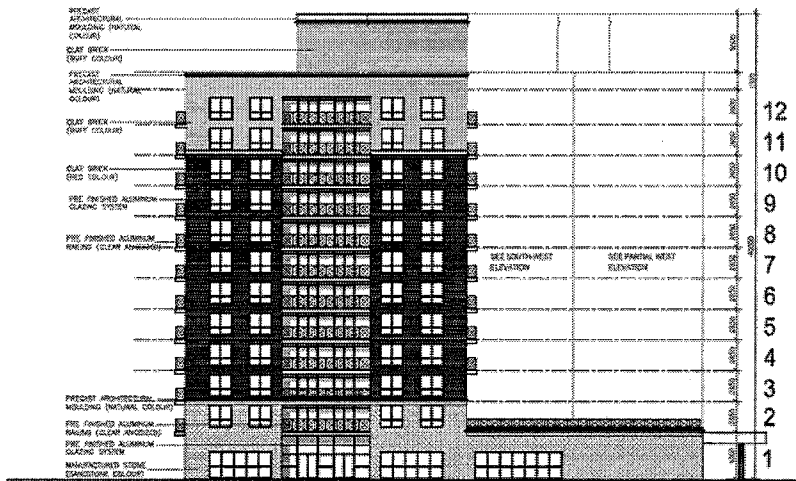 PRECAST
ARCHITECTURAL
MOULDING (NATURAL
COLOUR)
CLAY BRICK
(BUFF COLOUR)
PRECAST
ARCHITECTURAL
MOULDING (NATURAL
COLOUR)
CLAY BRICK
(BUFF COLOUR)
CLAY BRICK
(RED COLOUR)
PRE FINISHED ALUMINUM
GLAZING SYSTEM
PRE FINISHED ALUMINUM
RAILING (CLEAR ANODIZED)
PRECAST ARCHITECTURAL
MOULDING (NATURAL COLOUR)
PRE FINISHED ALUMINUM
RAILING (CLEAR ANODIZED)
PRE FINISHED ALUMINUM
GLAZING SYSTEM
MANUFACTURED STONE
(SANDSTONE COLOUR)
SEE SOUTH-WEST
ELEVATION
SEE PARTIAL WEST
ELEVATION
12
11
10
9
8
7
6
5
4
3
2
1